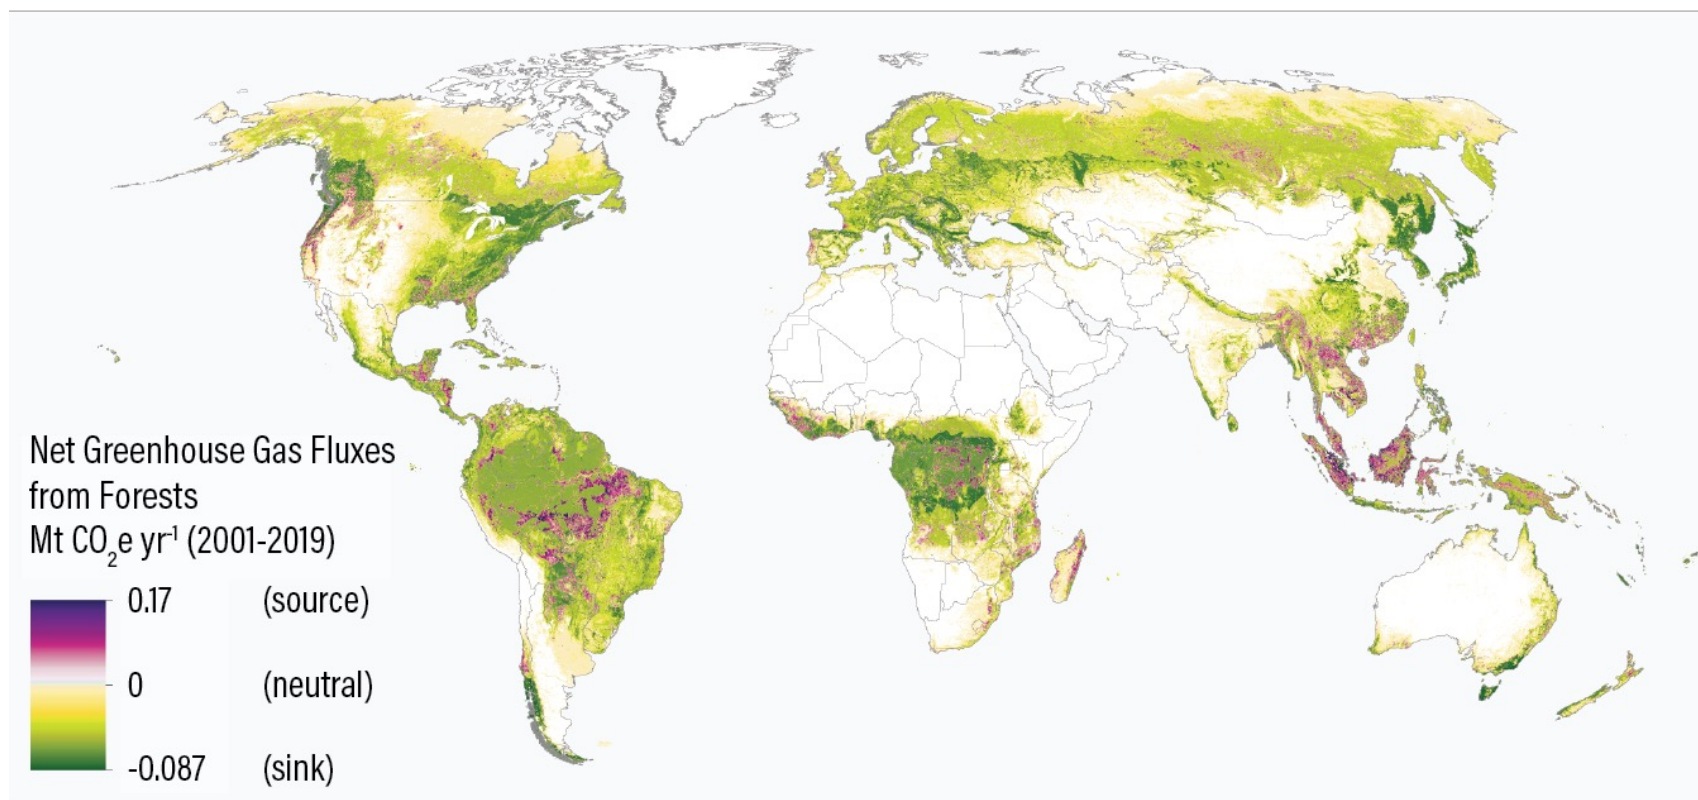 Net Greenhouse Gas Fluxes
from Forests
Mt CO₂e yr⁻¹ (2001-2019)
0.17 (source)
0 (neutral)
-0.087 (sink)